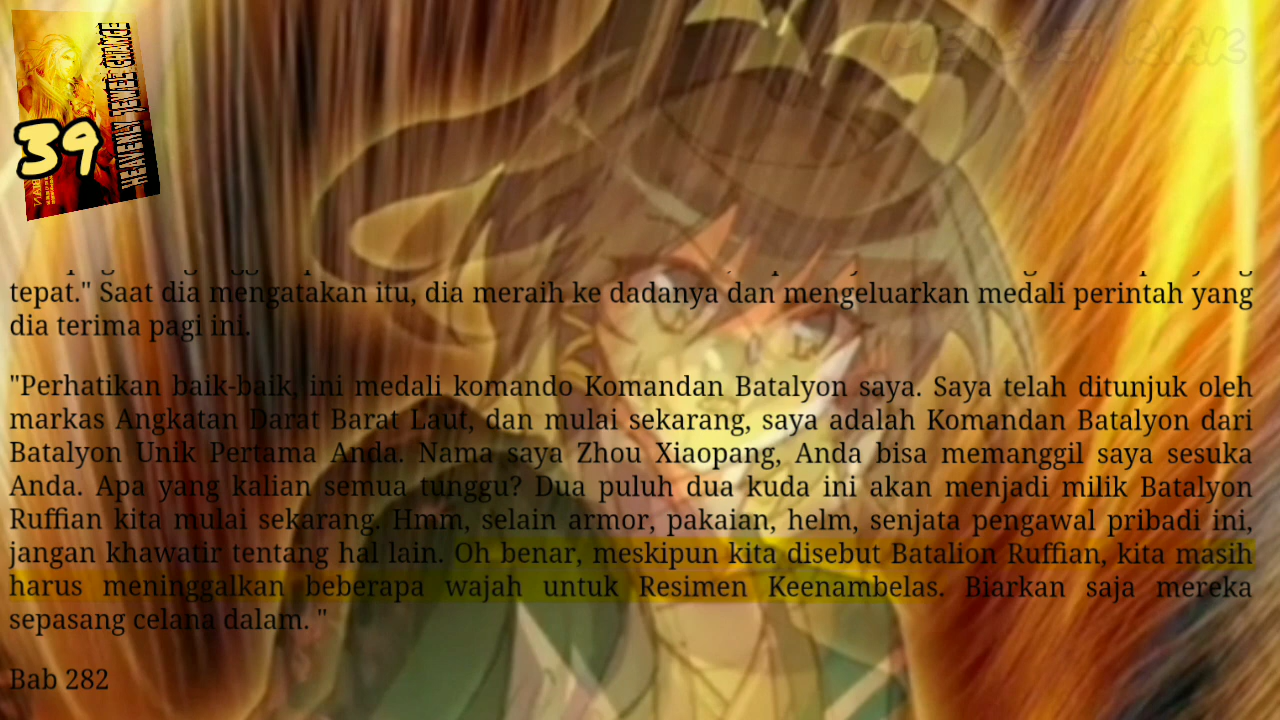 HEAVENLY JEWEL CHANGE
39
tepat." Saat dia mengatakan itu, dia meraih ke dadanya dan mengeluarkan medali perintah yang
dia terima pagi ini.
"Perhatikan baik-baik, ini medali komando Komandan Batalyon saya. Saya telah ditunjuk oleh
markas Angkatan Darat Barat Laut, dan mulai sekarang, saya adalah Komandan Batalyon dari
Batalyon Unik Pertama Anda. Nama saya Zhou Xiaopang, Anda bisa memanggil saya sesuka
Anda. Apa yang kalian semua tunggu? Dua puluh dua kuda ini akan menjadi milik Batalyon
Ruffian kita mulai sekarang. Hmm, selain armor, pakaian, helm, senjata pengawal pribadi ini,
jangan khawatir tentang hal lain. Oh benar, meskipun kita disebut Batalion Ruffian, kita masih
harus meninggalkan beberapa wajah untuk Resimen Keenambelas. Biarkan saja mereka
sepasang celana dalam. "
Bab 282